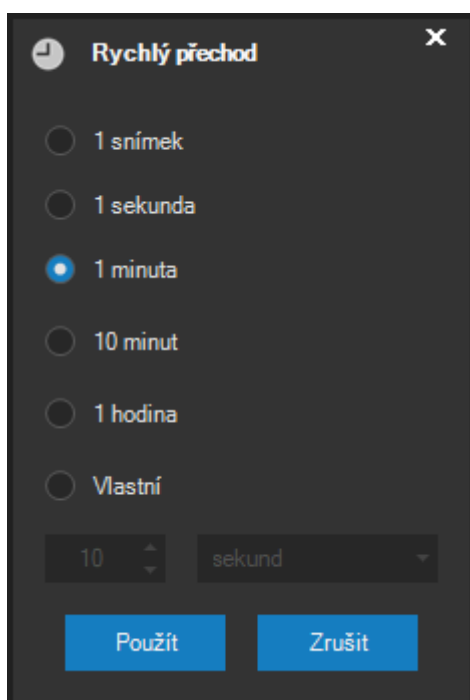 Rychlý přechod
1 snímek
1 sekunda
1 minuta
10 minut
1 hodina
Vlastní
10 sekund
Použít Zrušit